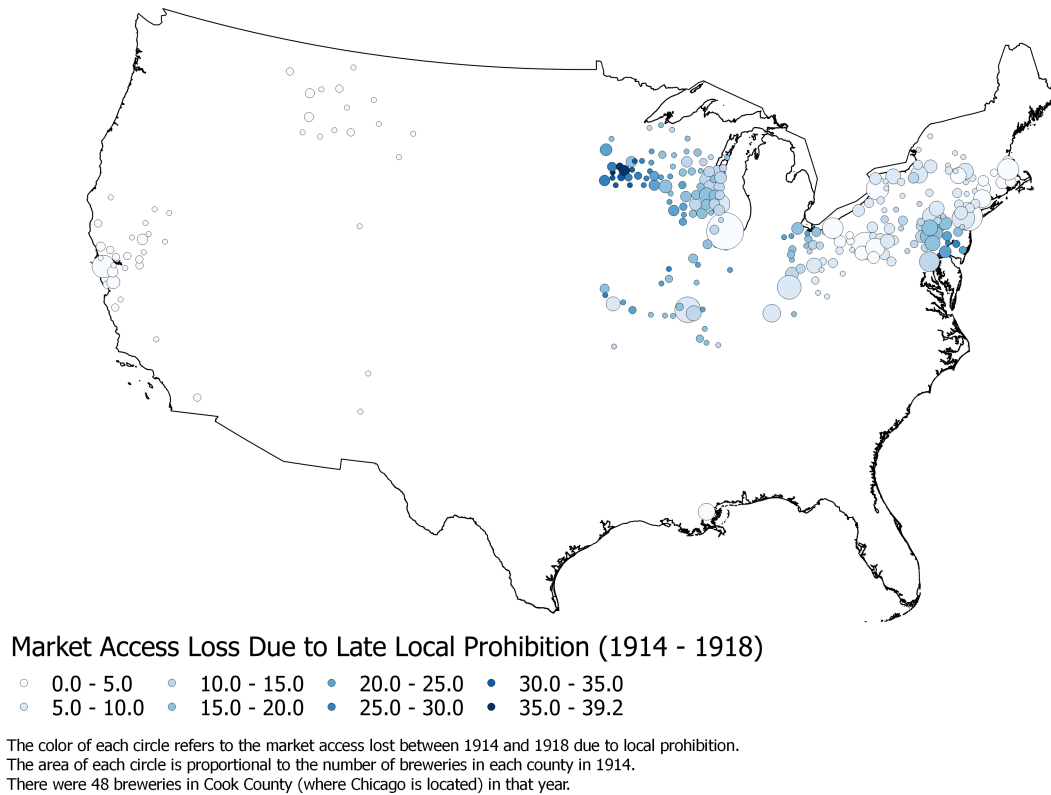 Market Access Loss Due to Late Local Prohibition (1914 - 1918)
0.0 - 5.0 10.0 - 15.0 20.0 - 25.0 30.0 - 35.0
5.0 - 10.0 15.0 - 20.0 25.0 - 30.0 35.0 - 39.2
The color of each circle refers to the market access lost between 1914 and 1918 due to local prohibition.
The area of each circle is proportional to the number of breweries in each county in 1914.
There were 48 breweries in Cook County (where Chicago is located) in that year.